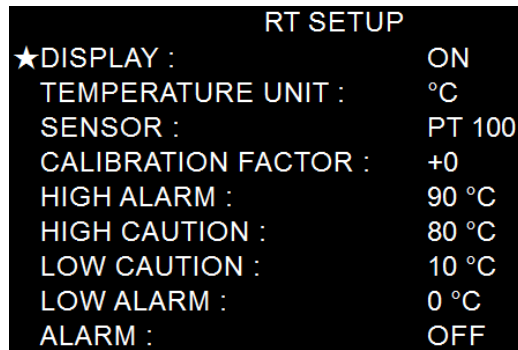 RT SETUP
★DISPLAY : ON
TEMPERATURE UNIT : °C
SENSOR : PT 100
CALIBRATION FACTOR : +0
HIGH ALARM : 90 °C
HIGH CAUTION : 80 °C
LOW CAUTION : 10 °C
LOW ALARM : 0 °C
ALARM : OFF